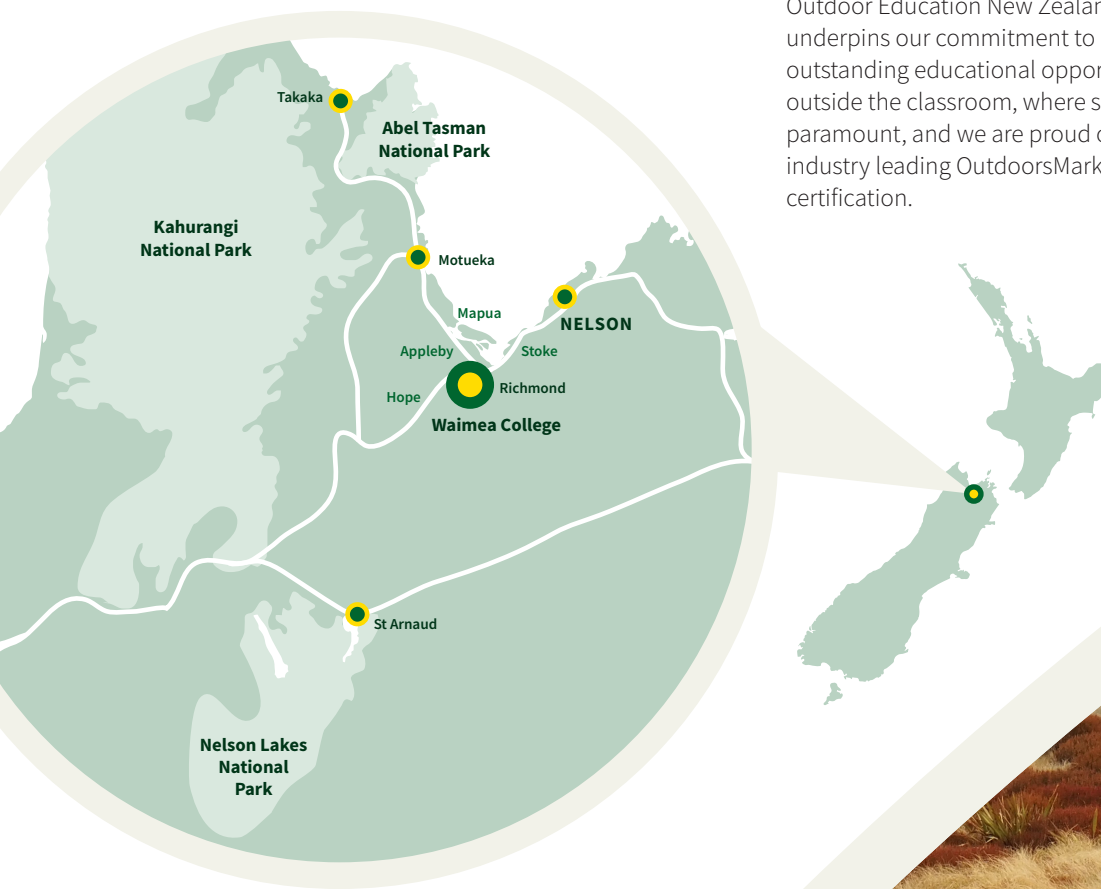 Outdoor Education New
underpins our commitment to
outstanding educational
outside the classroom, where
paramount, and we are proud
industry leading OutdoorsMark
certification.
Takaka
Abel Tasman
National Park
Kahurangi
National Park
Motueka
Mapua
NELSON
Appleby
Stoke
Hope
Richmond
Waimea College
St Arnaud
Nelson Lakes
National
Park